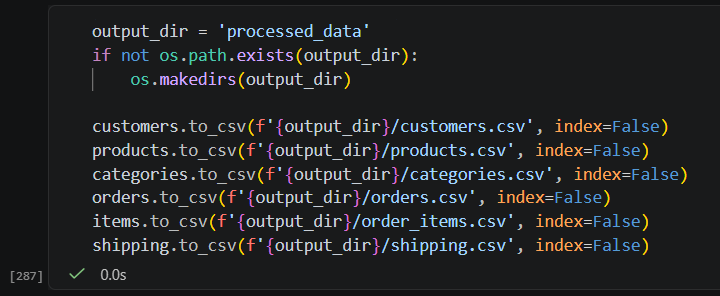 output_dir = 'processed_data'
if not os.path.exists(output_dir):
    os.makedirs(output_dir)

customers.to_csv(f'{output_dir}/customers.csv', index=False)
products.to_csv(f'{output_dir}/products.csv', index=False)
categories.to_csv(f'{output_dir}/categories.csv', index=False)
orders.to_csv(f'{output_dir}/orders.csv', index=False)
items.to_csv(f'{output_dir}/order_items.csv', index=False)
shipping.to_csv(f'{output_dir}/shipping.csv', index=False)
[287] ✓ 0.0s